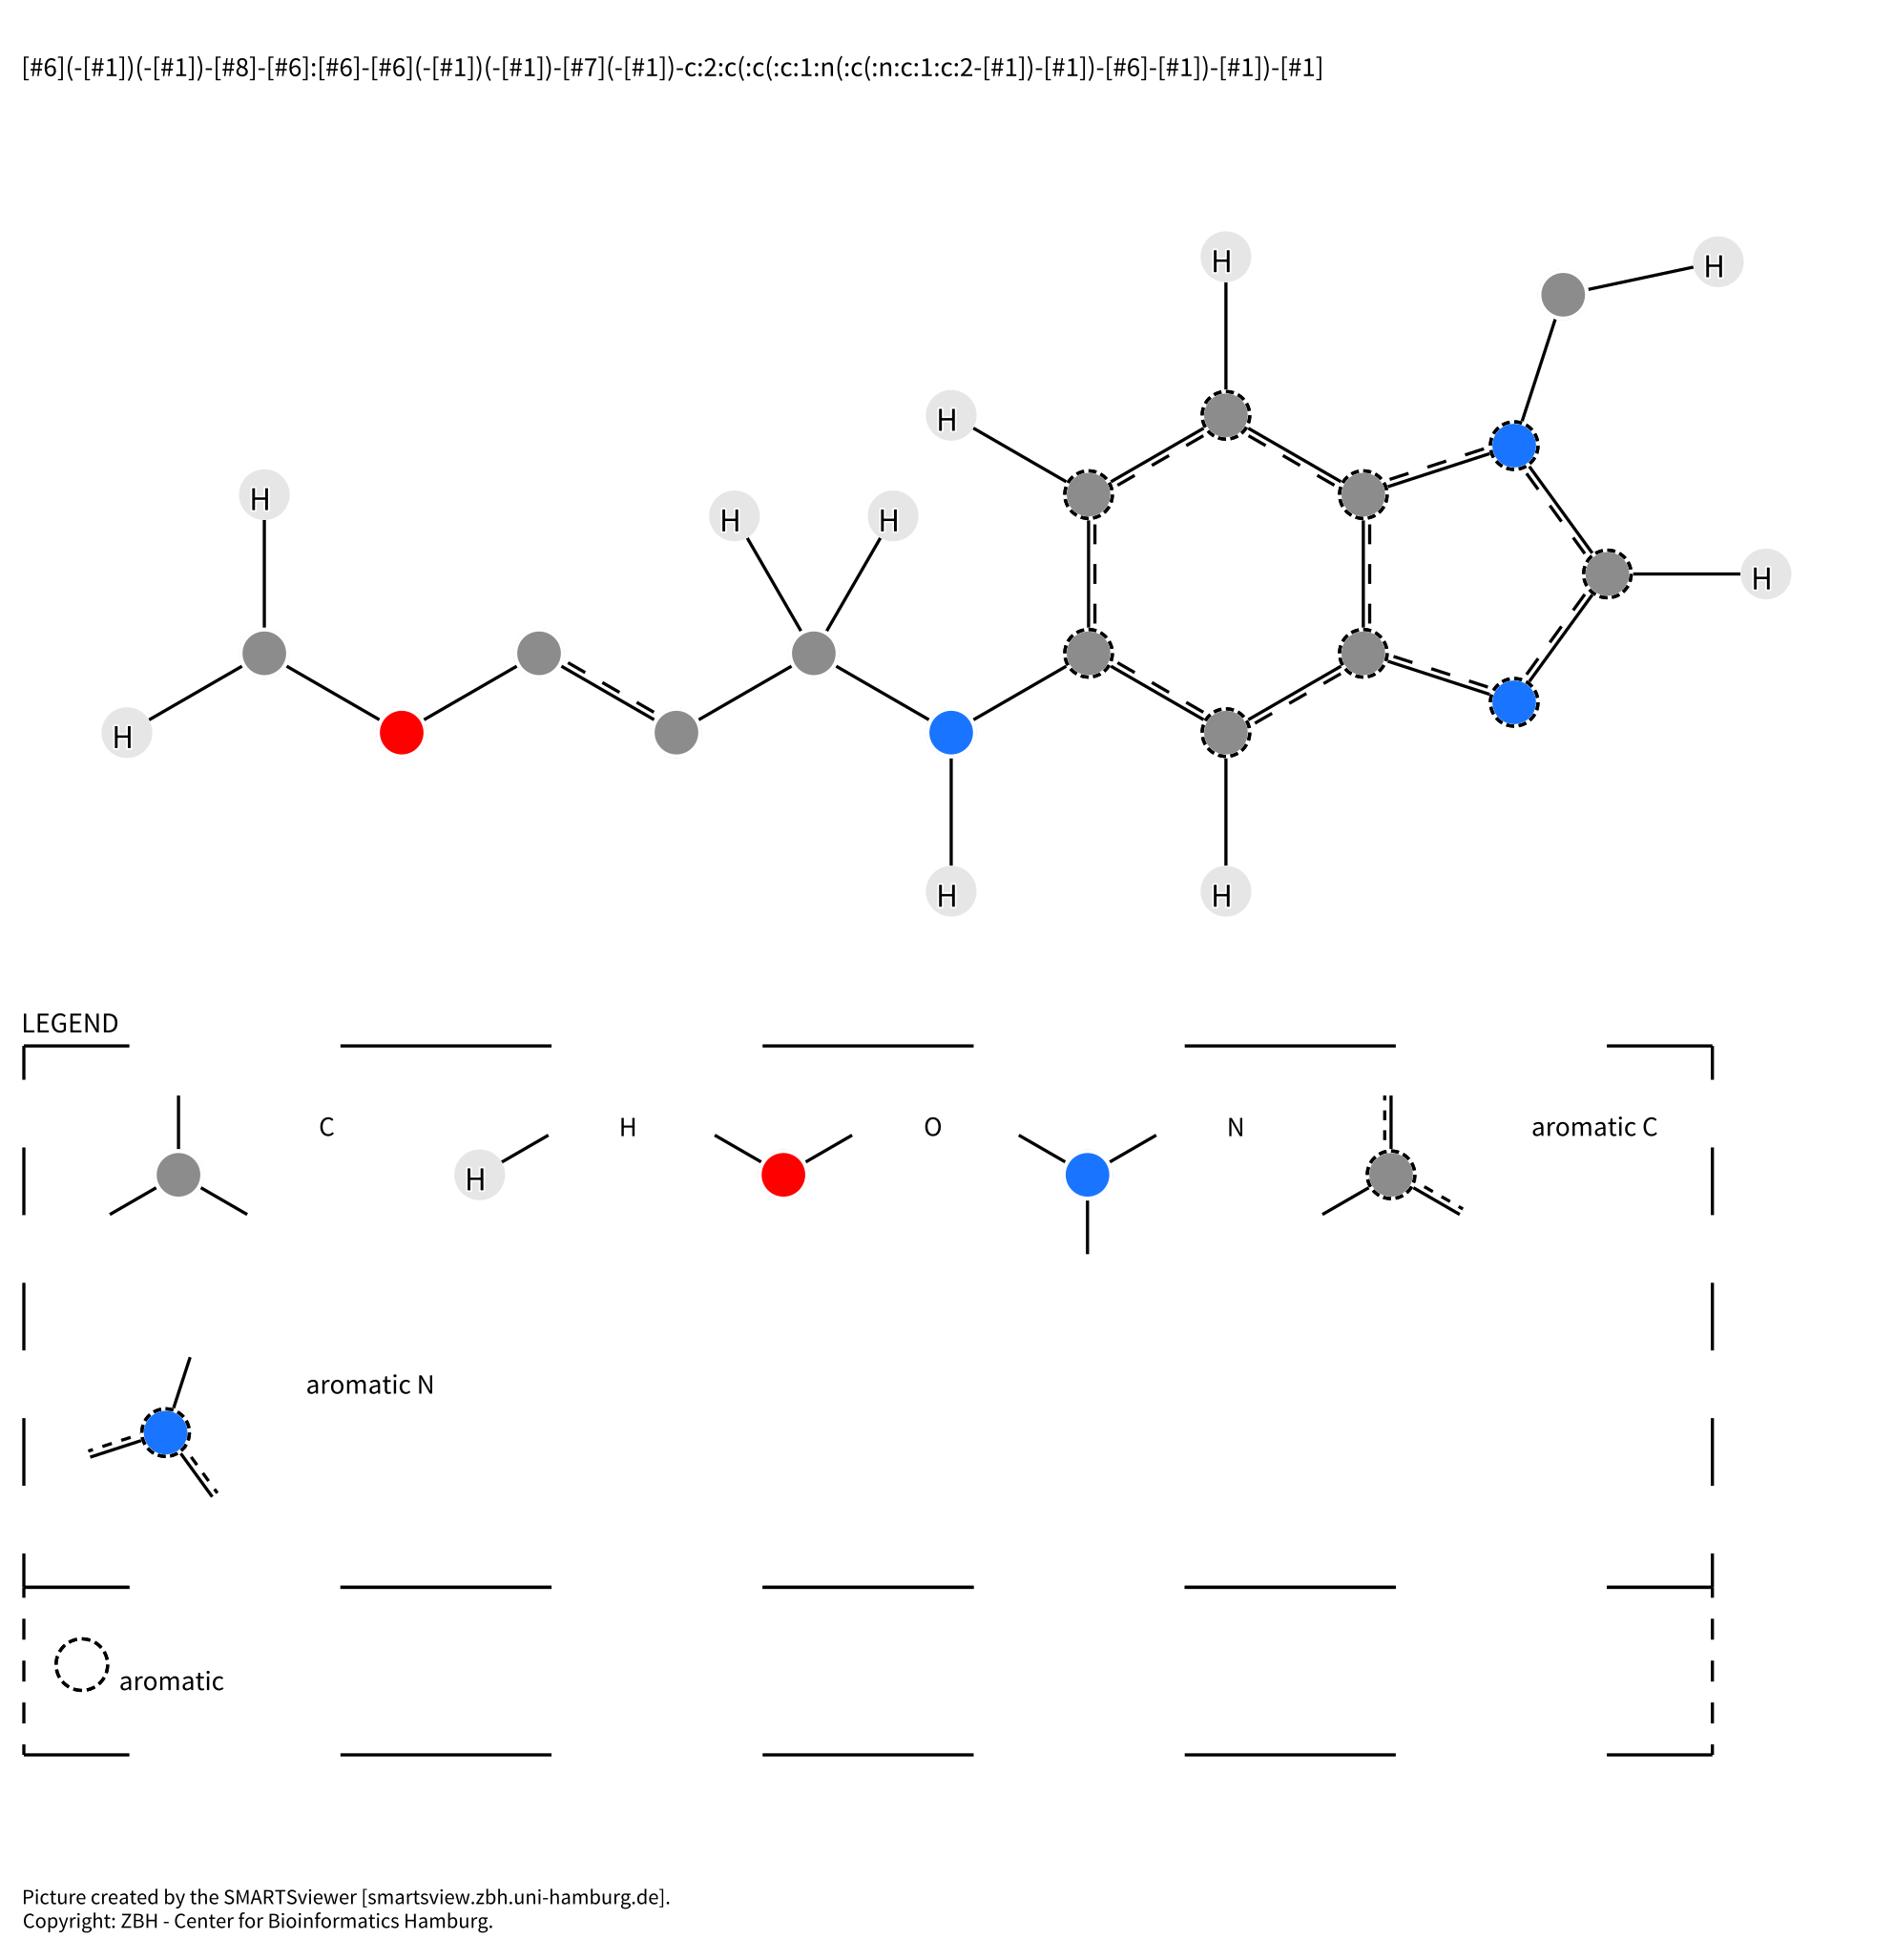 [#6](-[#1])(-[#1])-[#8]-[#6]:[#6]-[#6](-[#1])(-[#1])-[#7](-[#1])-c:2:c(:c(:c:1:n(:c(:n:c:1:c:2-[#1])-[#1])-[#6]-[#1])-[#1])-[#1]
H
H
H
H
H
H
H
H
H
H
H
LEGEND
C
H
O
N
aromatic C
H
aromatic N
aromatic
Picture created by the SMARTSviewer [smartsview.zbh.uni-hamburg.de].
Copyright: ZBH - Center for Bioinformatics Hamburg.